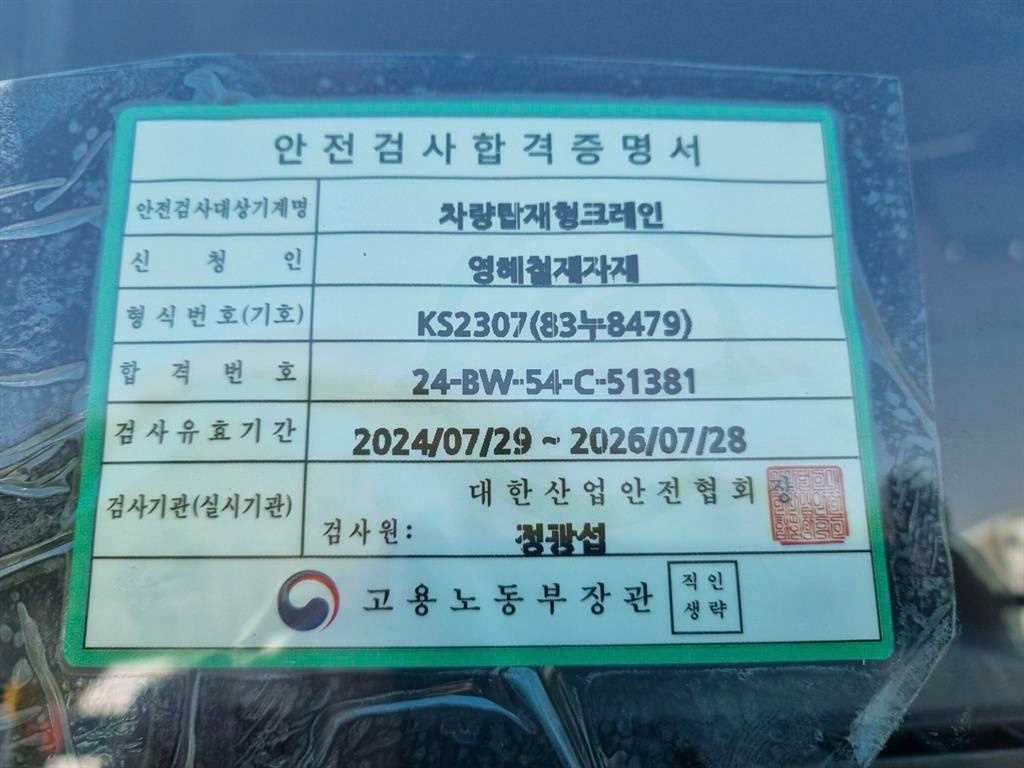 안전검사합격증명서
안전검사대상기계명 차량탑재형크레인
신청인 영혜철재자재
형식번호(기호) KS2307(83누8479)
합격번호 24-BW-54-C-51381
검사유효기간 2024/07/29 ~ 2026/07/28
검사기관(실시기관) 대한산업안전협회장
검사원: 정광섭
고용노동부장관 직인
생략